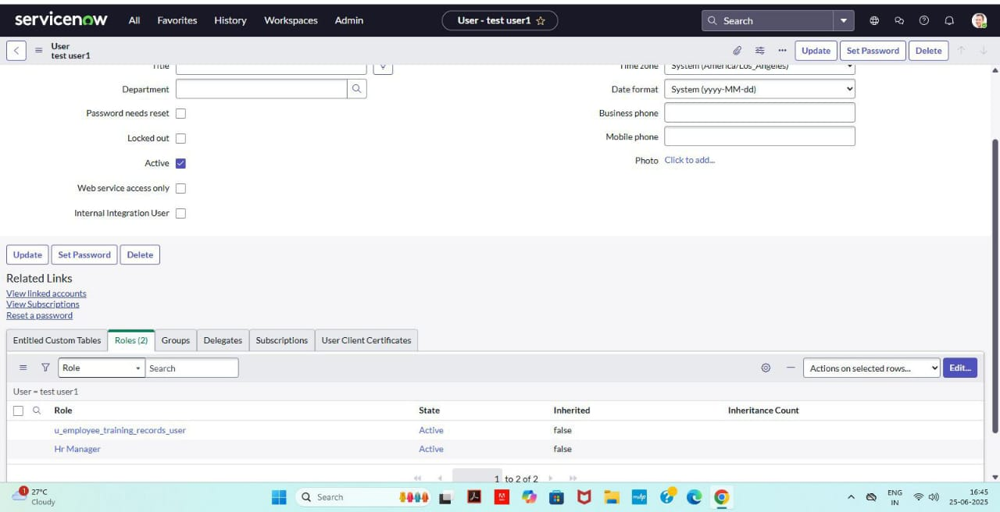 servicenow All Favorites History Workspaces Admin User - test user1 Search
User
test user1
Update Set Password Delete
Title
Time zone System (America/Los_Angeles)
Department
Date format System (yyyy-MM-dd)
Password needs reset
Business phone
Locked out
Mobile phone
Active
Photo Click to add...
Web service access only
Internal Integration User
Update Set Password Delete
Related Links
View linked accounts
View Subscriptions
Reset a password
Entitled Custom Tables Roles (2) Groups Delegates Subscriptions User Client Certificates
Role Search Actions on selected rows... Edit...
User = test user1
Role State Inherited Inheritance Count
u_employee_training_records_user Active false
Hr Manager Active false
1 to 2 of 2
1 27°C
Cloudy
Search
ENG
IN
16:45
25-06-2025